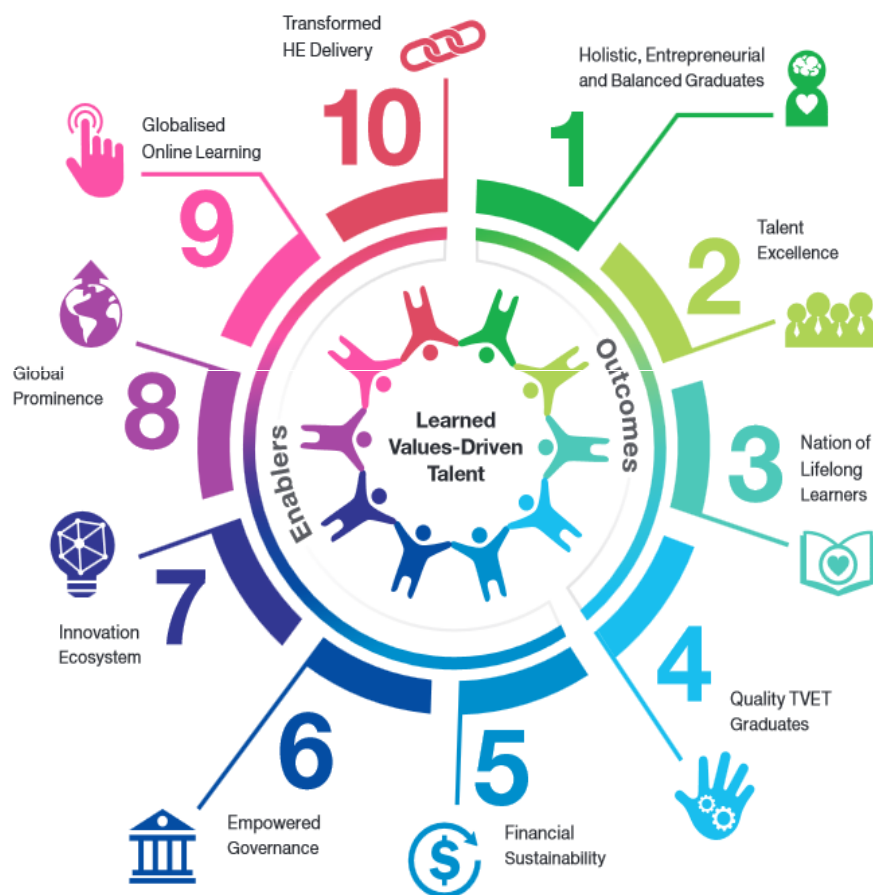 Transformed
HE Delivery
10
Holistic, Entrepreneurial
and Balanced Graduates
1
Talent
Excellence
2
Nation of
Lifelong
Learners
3
Quality TVET
Graduates
4
Financial
Sustainability
5
Empowered
Governance
6
Innovation
Ecosystem
7
Global
Prominence
8
Globalised
Online Learning
9
Outcomes
Enablers
Learned
Values-Driven
Talent
$